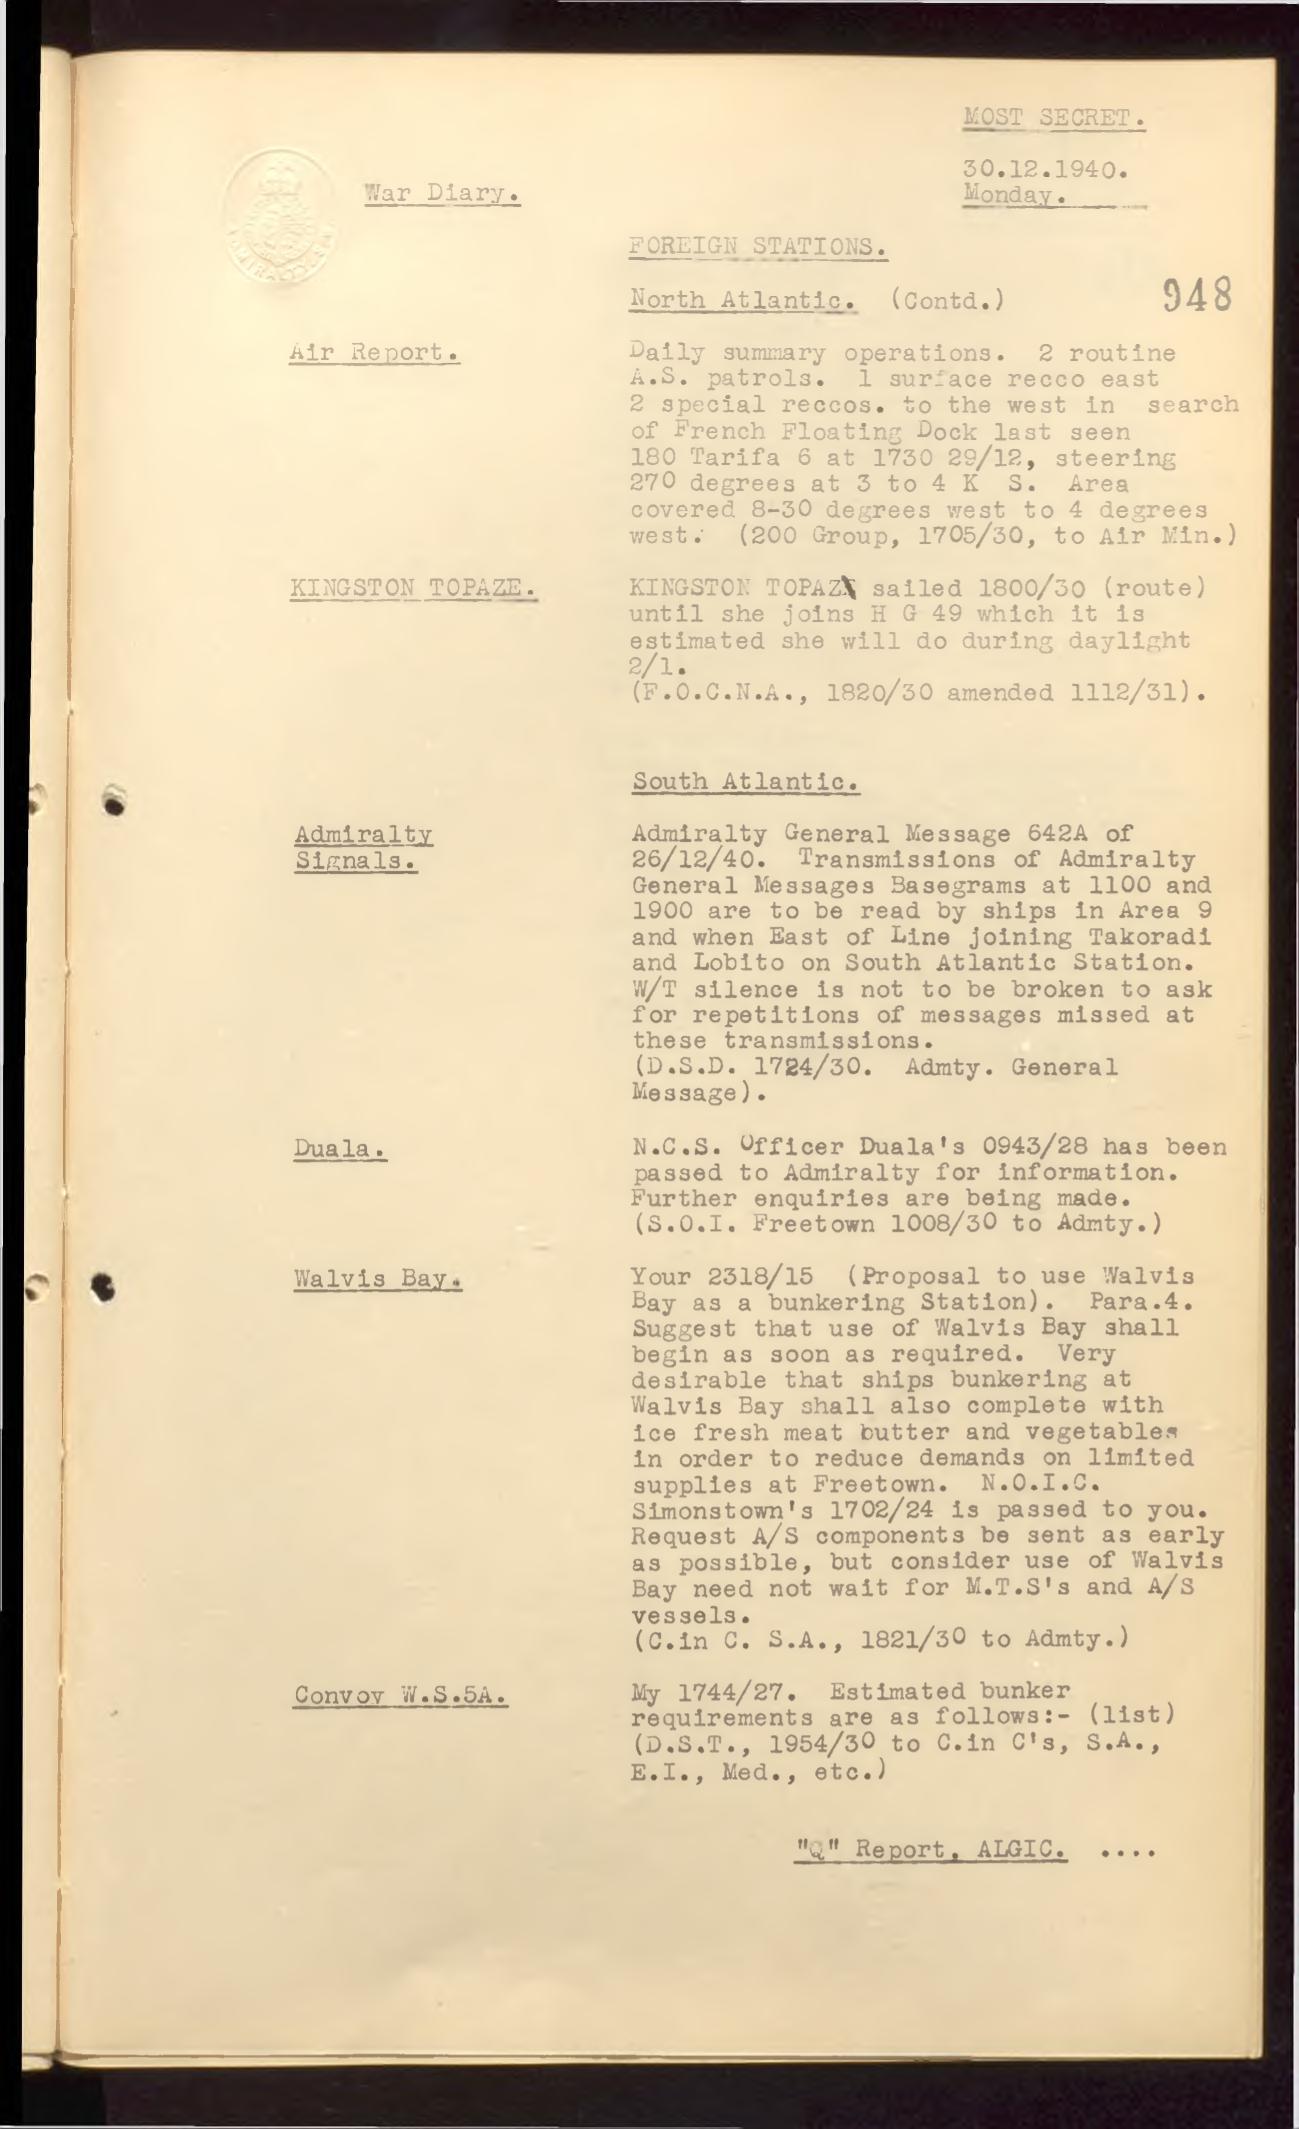 MOST SECRET.
30.12.1940.
Monday.
War Diary.
FOREIGN STATIONS.
North Atlantic. (Contd.)
948
Air Report.
Daily summary operations. 2 routine
A.S. patrols. 1 surface recco east
2 special reccos. to the west in search
of French Floating Dock last seen
180 Tarifa 6 at 1730 29/12, steering
270 degrees at 3 to 4 K S. Area
covered 8-30 degrees west to 4 degrees
west. (200 Group, 1705/30, to Air Min.)
KINGSTON TOPAZE.
KINGSTON TOPAZ sailed 1800/30 (route)
until she joins H G 49 which it is
estimated she will do during daylight
2/1.
(F.O.C.N.A., 1820/30 amended 1112/31).
South Atlantic.
Admiralty
Signals.
Admiralty General Message 642A of
26/12/40. Transmissions of Admiralty
General Messages Basegrams at 1100 and
1900 are to be read by ships in Area 9
and when East of Line joining Takoradi
and Lobito on South Atlantic Station.
W/T silence is not to be broken to ask
for repetitions of messages missed at
these transmissions.
(D.S.D. 1724/30. Admty. General
Message).
Duala.
N.C.S. Officer Duala's 0943/28 has been
passed to Admiralty for information.
Further enquiries are being made.
(S.O.I. Freetown 1008/30 to Admty.)
Walvis Bay.
Your 2318/15 (Proposal to use Walvis
Bay as a bunkering Station). Para.4.
Suggest that use of Walvis Bay shall
begin as soon as required. Very
desirable that ships bunkering at
Walvis Bay shall also complete with
ice fresh meat butter and vegetables
in order to reduce demands on limited
supplies at Freetown. N.O.I.C.
Simonstown's 1702/24 is passed to you.
Request A/S components be sent as early
as possible, but consider use of Walvis
Bay need not wait for M.T.S's and A/S
vessels.
(C.in C. S.A., 1821/30 to Admty.)
Convoy W.S.5A.
My 1744/27. Estimated bunker
requirements are as follows:- (list)
(D.S.T., 1954/30 to C.in C's, S.A.,
E.I., Med., etc.)
"Q" Report. ALGIC. ....